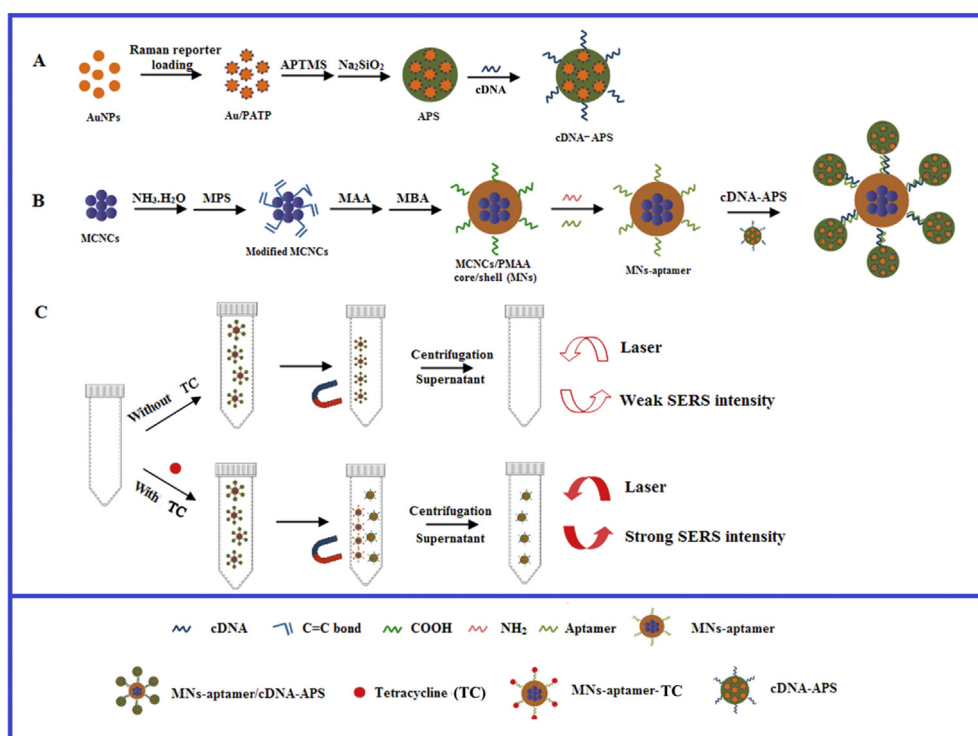 A
Raman reporter
loading
APTMS
Na₂SiO₂
cDNA
AuNPs
Au/PATP
APS
cDNA–APS
B
NH₃.H₂O
MPS
MAA
MBA
cDNA-APS
MCNCs
Modified MCNCs
MCNCs/PMAA
core/shell (MNs)
MNs-aptamer
C
Without TC
Centrifugation
Supernatant
Laser
Weak SERS intensity
With TC
Centrifugation
Supernatant
Laser
Strong SERS intensity
cDNA
C=C bond
COOH
NH₂
Aptamer
MNs-aptamer
MNs-aptamer/cDNA-APS
Tetracycline (TC)
MNs-aptamer-TC
cDNA-APS